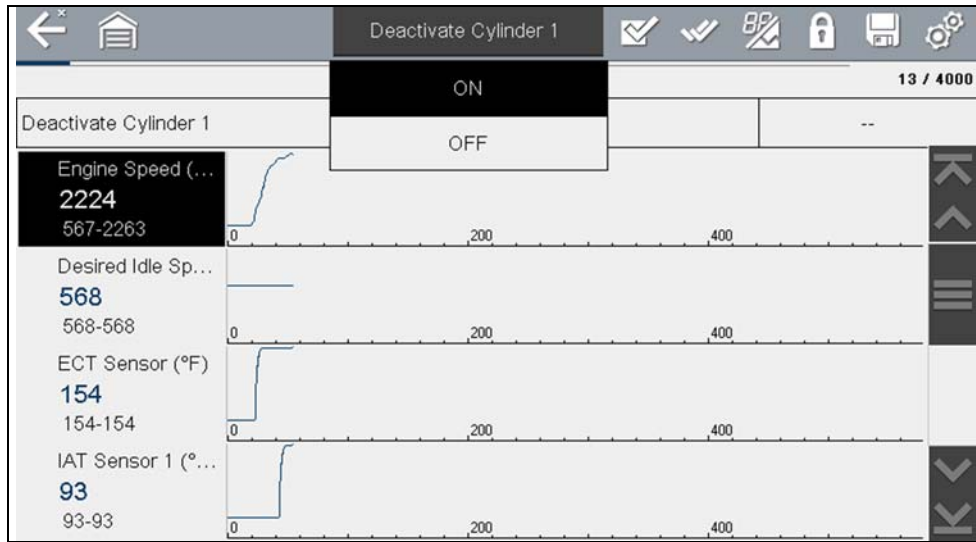 Deactivate Cylinder 1
ON
OFF
13 / 4000
Deactivate Cylinder 1
--
Engine Speed (...
2224
567-2263
0 200 400
Desired Idle Sp...
568
568-568
0 200 400
ECT Sensor (°F)
154
154-154
0 200 400
IAT Sensor 1 (°...
93
93-93
0 200 400